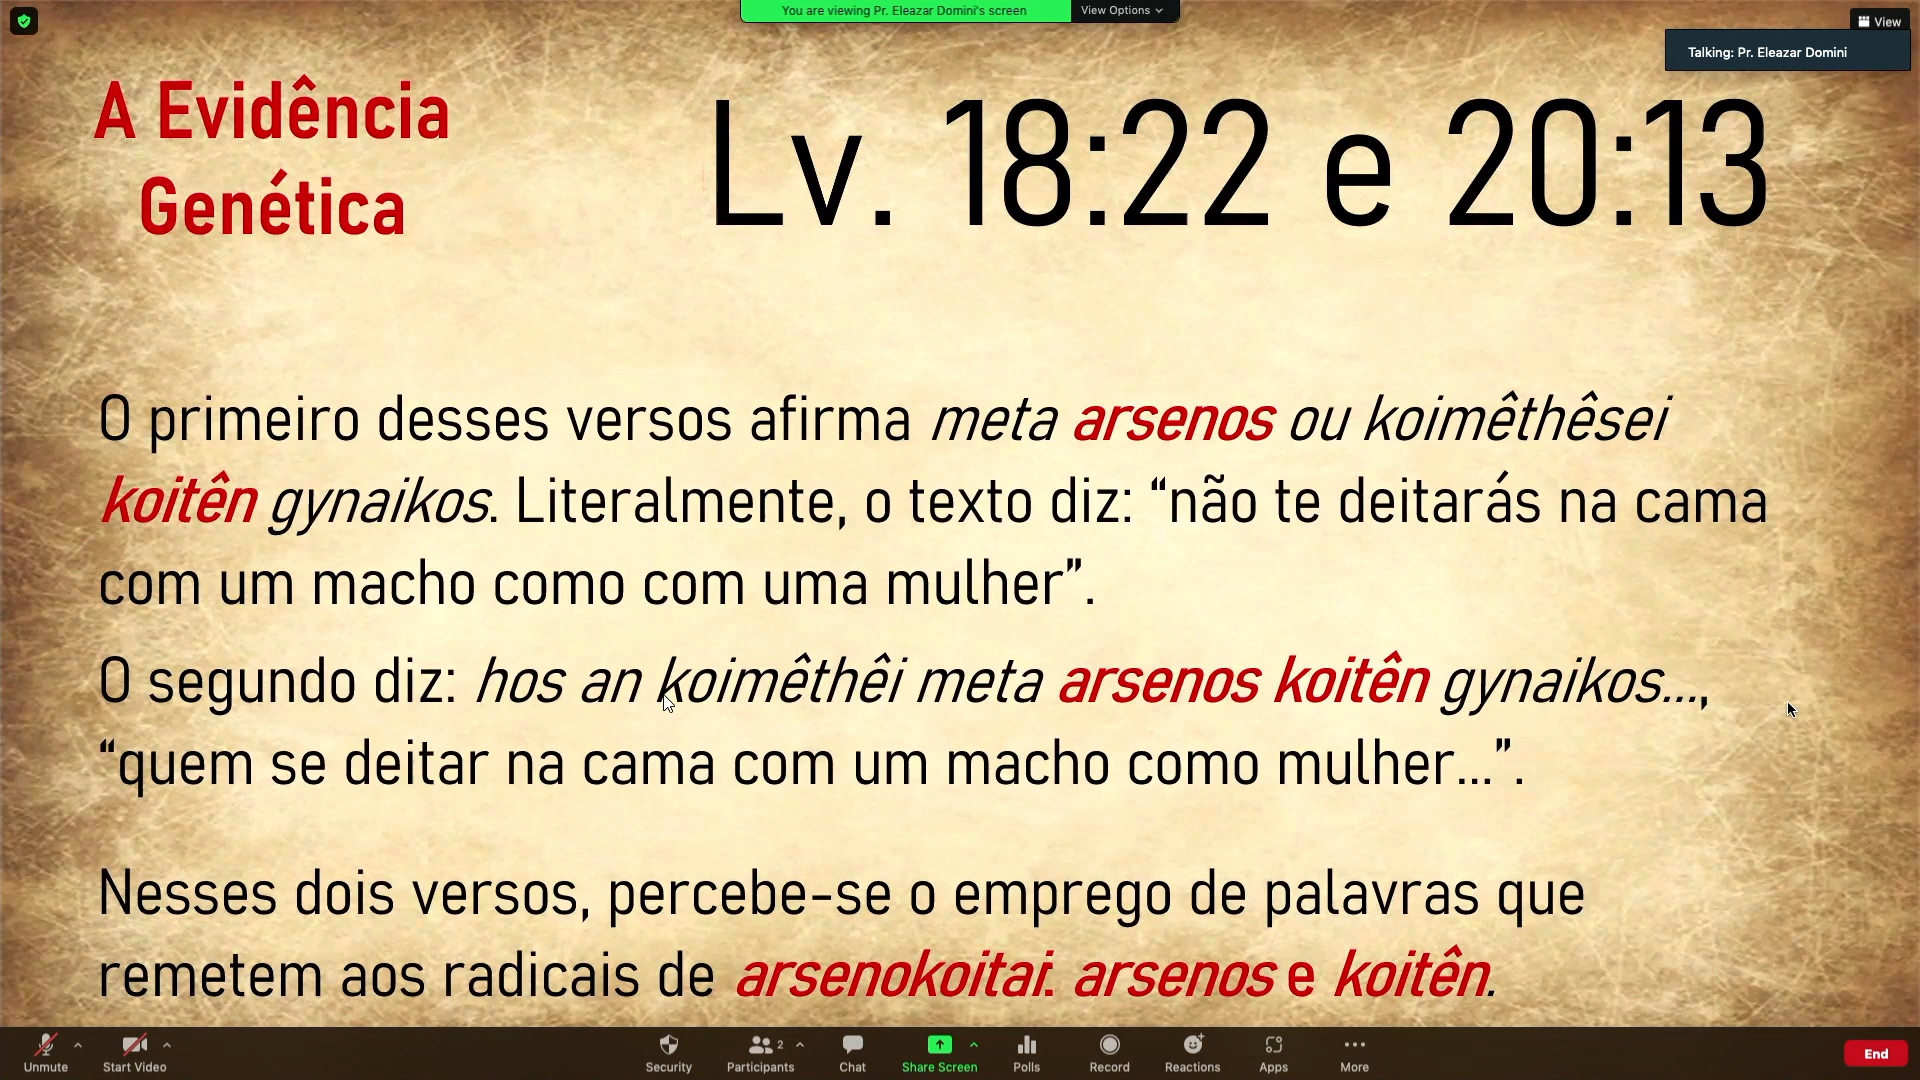 You are viewing Pr. Eleazar Domini's screen
View Options
View
Talking: Pr. Eleazar Domini
A Evidência
Genética
Lv. 18:22 e 20:13
O primeiro desses versos afirma meta arsenos ou koimêthêsei
koitên gynaikos. Literalmente, o texto diz: “não te deitarás na cama
com um macho como com uma mulher”.
O segundo diz: hos an koimêthêi meta arsenos koitên gynaikos...,
“quem se deitar na cama com um macho como mulher...”.
Nesses dois versos, percebe-se o emprego de palavras que
remetem aos radicais de arsenokoitai: arsenos e koitên.
Unmute
Start Video
Security
Participants
2
Chat
Share Screen
Polls
Record
Reactions
Apps
More
End